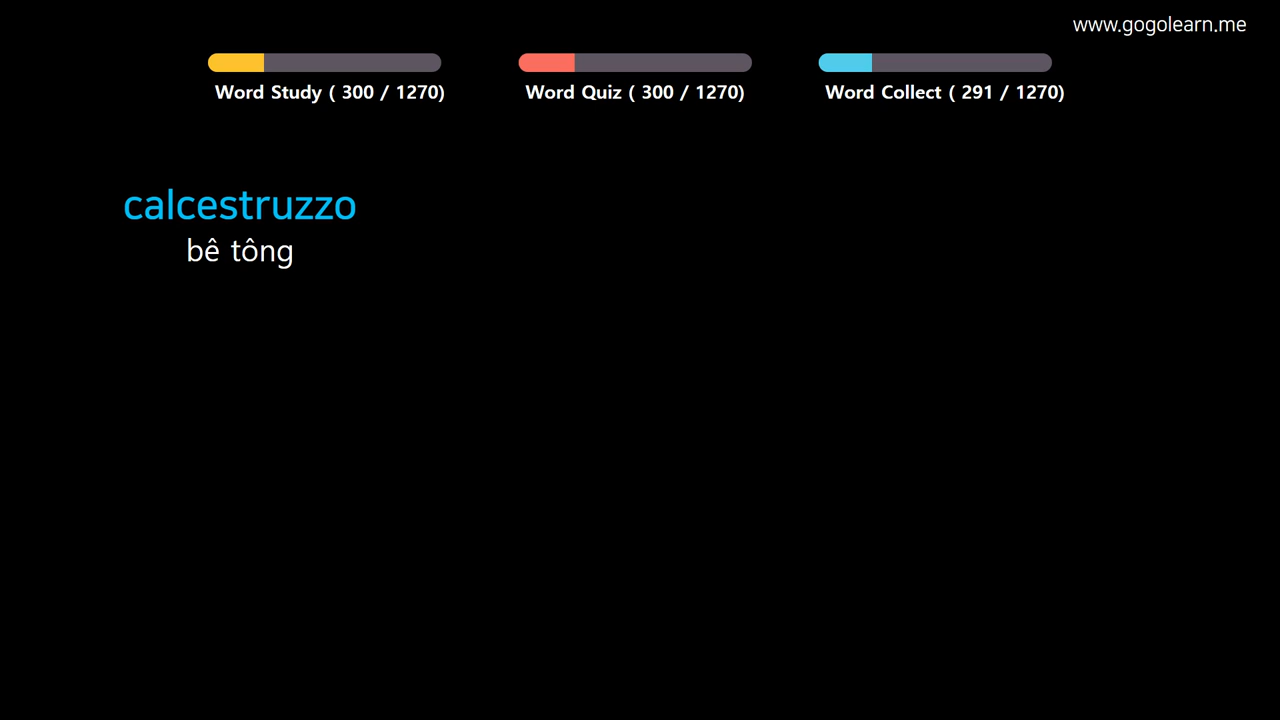 www.gogolearn.me
Word Study ( 300 / 1270)
Word Quiz ( 300 / 1270)
Word Collect ( 291 / 1270)
calcestruzzo
bê tông